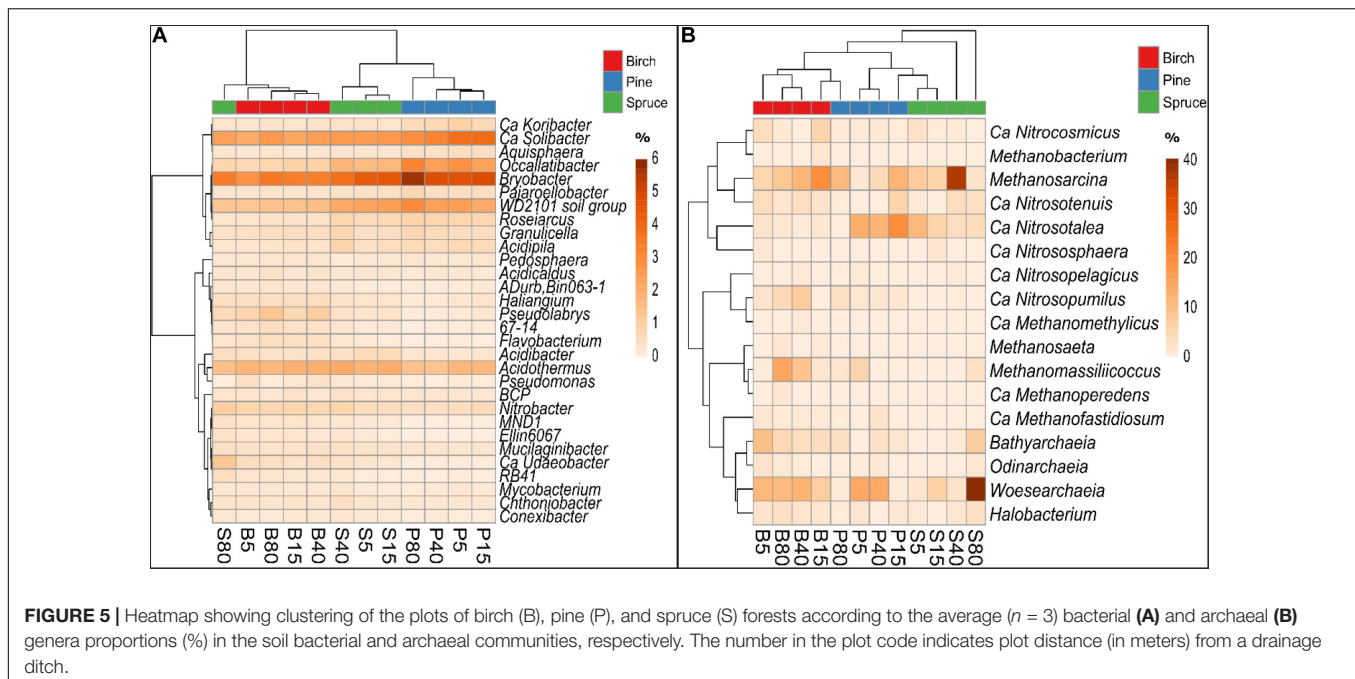 A
Birch
Pine
Spruce
%
6
5
4
3
2
1
0
Ca Koribacter
Ca Solibacter
Aquisphaera
Occallatibacter
Bryobacter
Pajaroellobacter
WD2101 soil group
Roseiarcus
Granulicella
Acidipila
Pedosphaera
Acidicaldus
ADurb,Bin063-1
Haliangium
Pseudolabrys
67-14
Flavobacterium
Acidibacter
Acidothermus
Pseudomonas
BCP
Nitrobacter
MND1
Ellin6067
Mucilaginibacter
Ca Udaeobacter
RB41
Mycobacterium
Chthoniobacter
Conexibacter
S80 B5 B80 B15 B40 S40 S5 S15 P80 P40 P5 P15
B
Birch
Pine
Spruce
%
40
30
20
10
0
Ca Nitrocosmicus
Methanobacterium
Methanosarcina
Ca Nitrosotenuis
Ca Nitrosotalea
Ca Nitrososphaera
Ca Nitrosopelagicus
Ca Nitrosopumilus
Ca Methanomethylicus
Methanosaeta
Methanomassiliicoccus
Ca Methanoperedens
Ca Methanofastidiosum
Bathyarchaeia
Odinarchaeia
Woesearchaeia
Halobacterium
B5 B80 B40 B15 P80 P5 P40 P15 S5 S15 S40 S80
FIGURE 5 | Heatmap showing clustering of the plots of birch (B), pine (P), and spruce (S) forests according to the average (n = 3) bacterial (A) and archaeal (B)
genera proportions (%) in the soil bacterial and archaeal communities, respectively. The number in the plot code indicates plot distance (in meters) from a drainage
ditch.